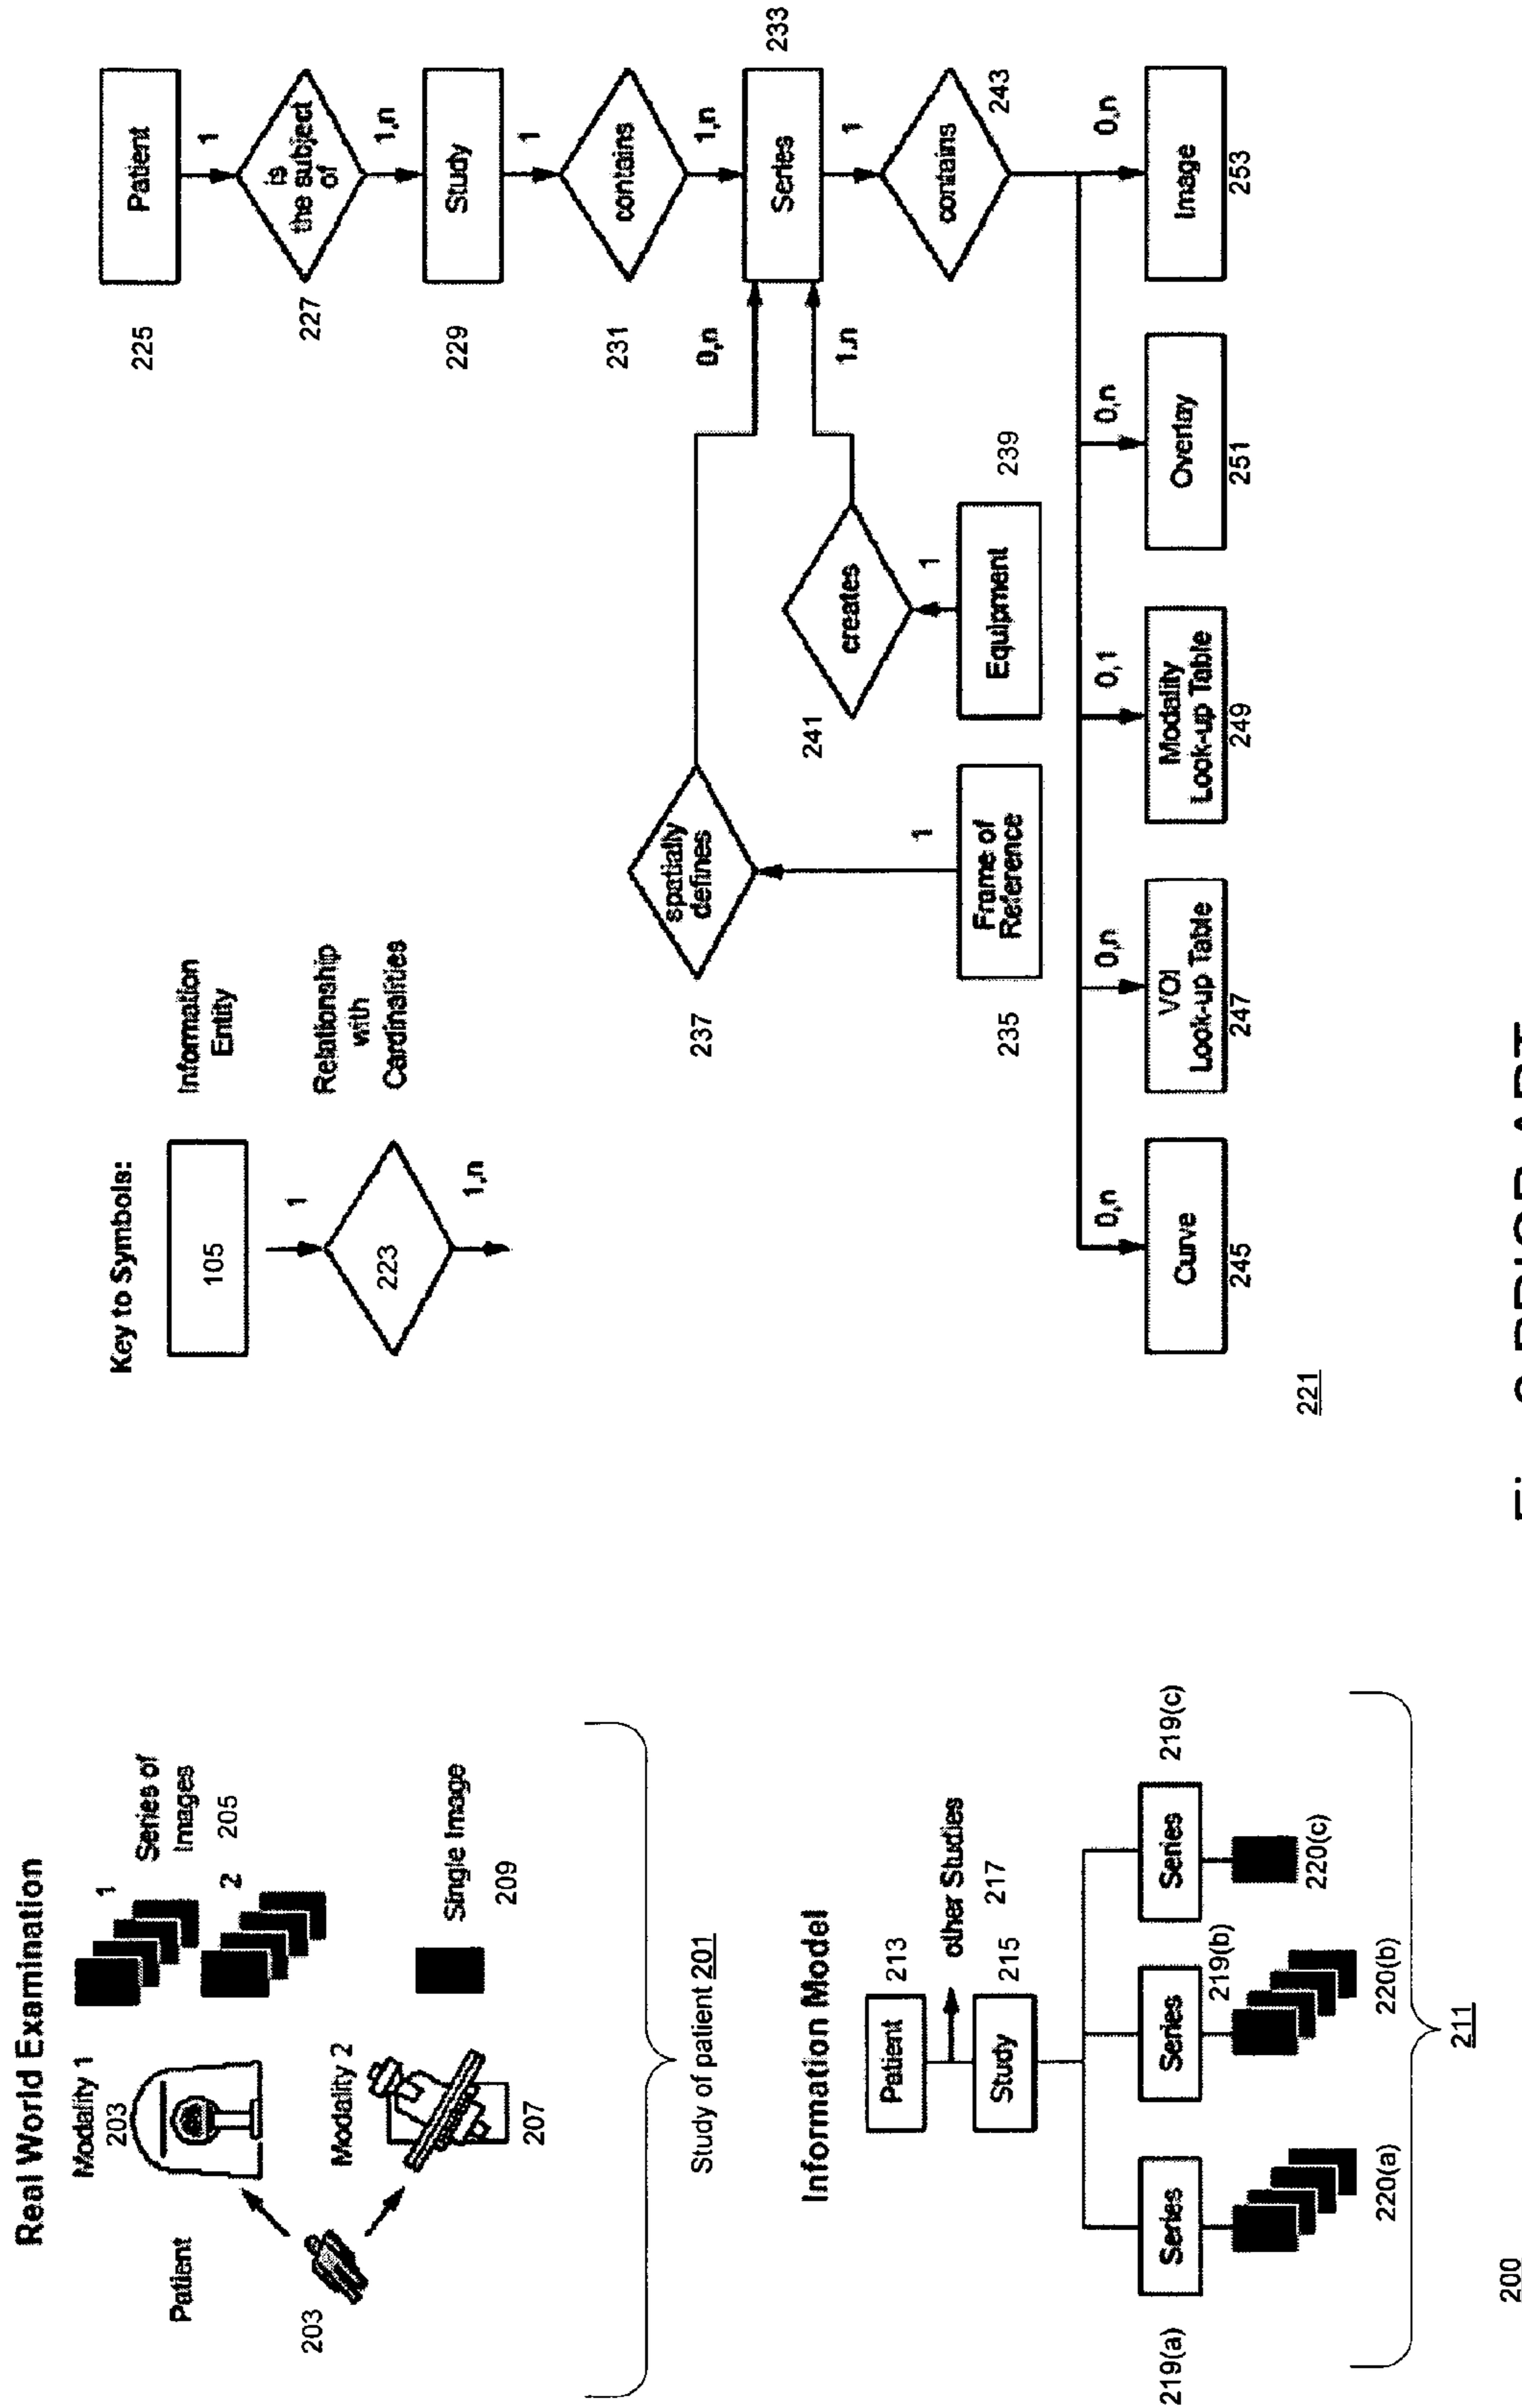 Real World Examination
Patient
203
Modality 1
203
1
2
Series of
Images
205
Modality 2
207
Single Image
209
Study of patient 201
Information Model
Patient
213
other Studies
217
Study
215
219(a)
Series
Series
219(b)
Series
219(c)
220(a)
220(b)
220(c)
211
200
Key to Symbols:
105
Information
Entity
1
223
1,n
Relationship
with
Cardinalities
225
Patient
1
227
is
the subject
of
1,n
229
Study
1
231
contains
1,n
Series
233
0,n
1,n
237
spatially
defines
1
235
Frame of
Reference
241
creates
1
Equipment
239
1
contains
243
0,n
Curve
245
0,n
VOI
Look-up Table
247
0,1
Modality
Look-up Table
249
0,n
Overlay
251
0,n
Image
253
221
PRIOR ART